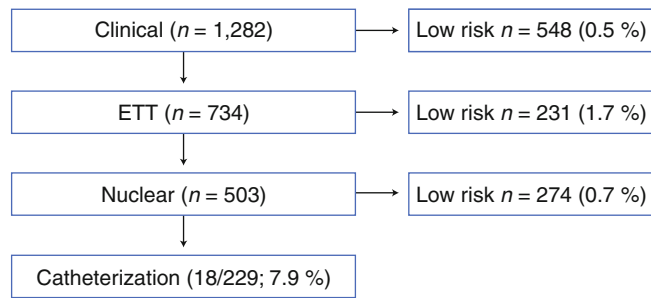 Clinical (n = 1,282)
Low risk n = 548 (0.5 %)
ETT (n = 734)
Low risk n = 231 (1.7 %)
Nuclear (n = 503)
Low risk n = 274 (0.7 %)
Catheterization (18/229; 7.9 %)